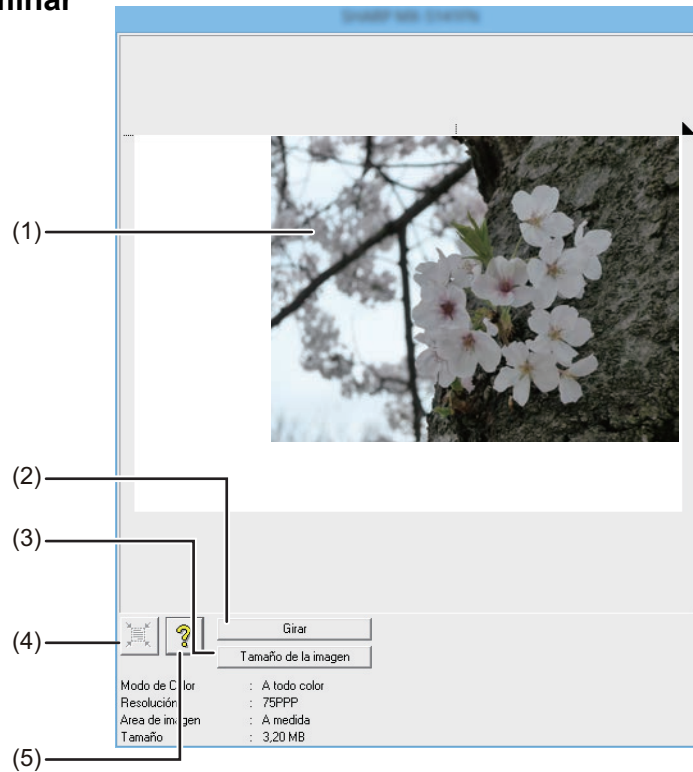 (1)
(2)
(3)
Girar
(4)
Tamaño de la imagen
Modo de Color : A todo color
Resolución : 75PPP
Area de imagen : A medida
Tamaño : 3,20 MB
(5)